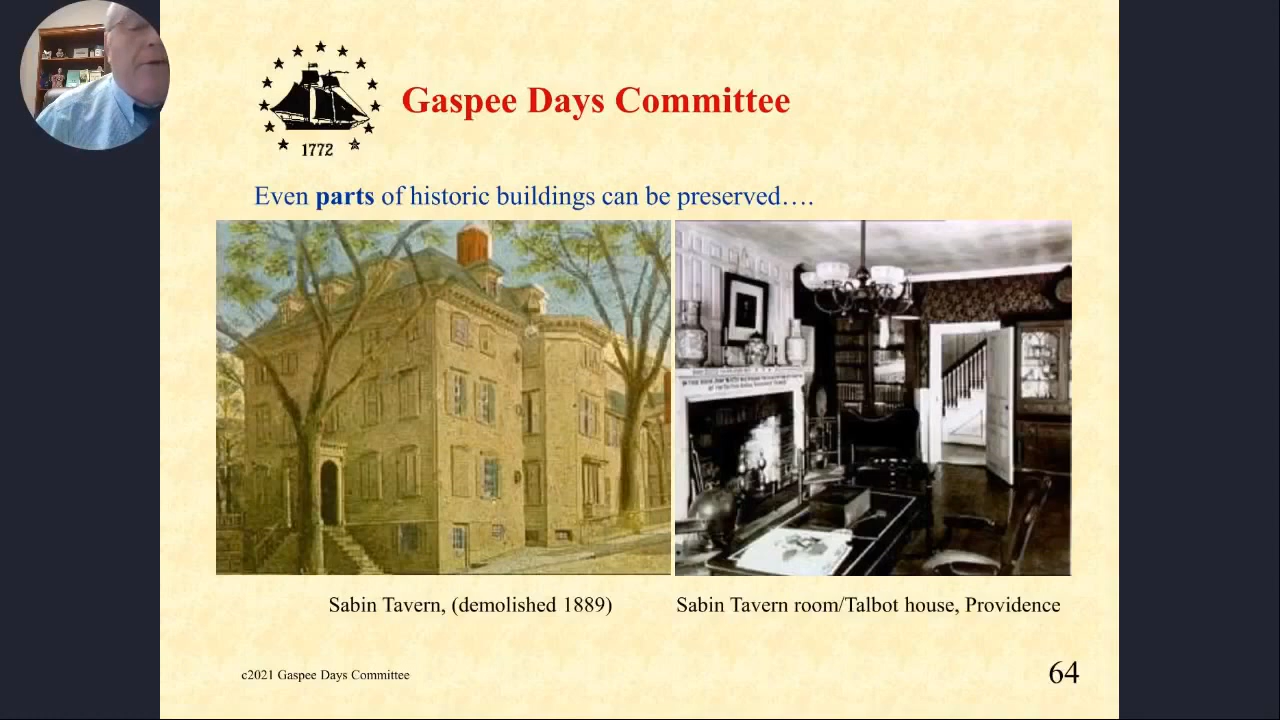 Gaspee Days Committee
1772
Even parts of historic buildings can be preserved….
Sabin Tavern, (demolished 1889)
Sabin Tavern room/Talbot house, Providence
c2021 Gaspee Days Committee
64